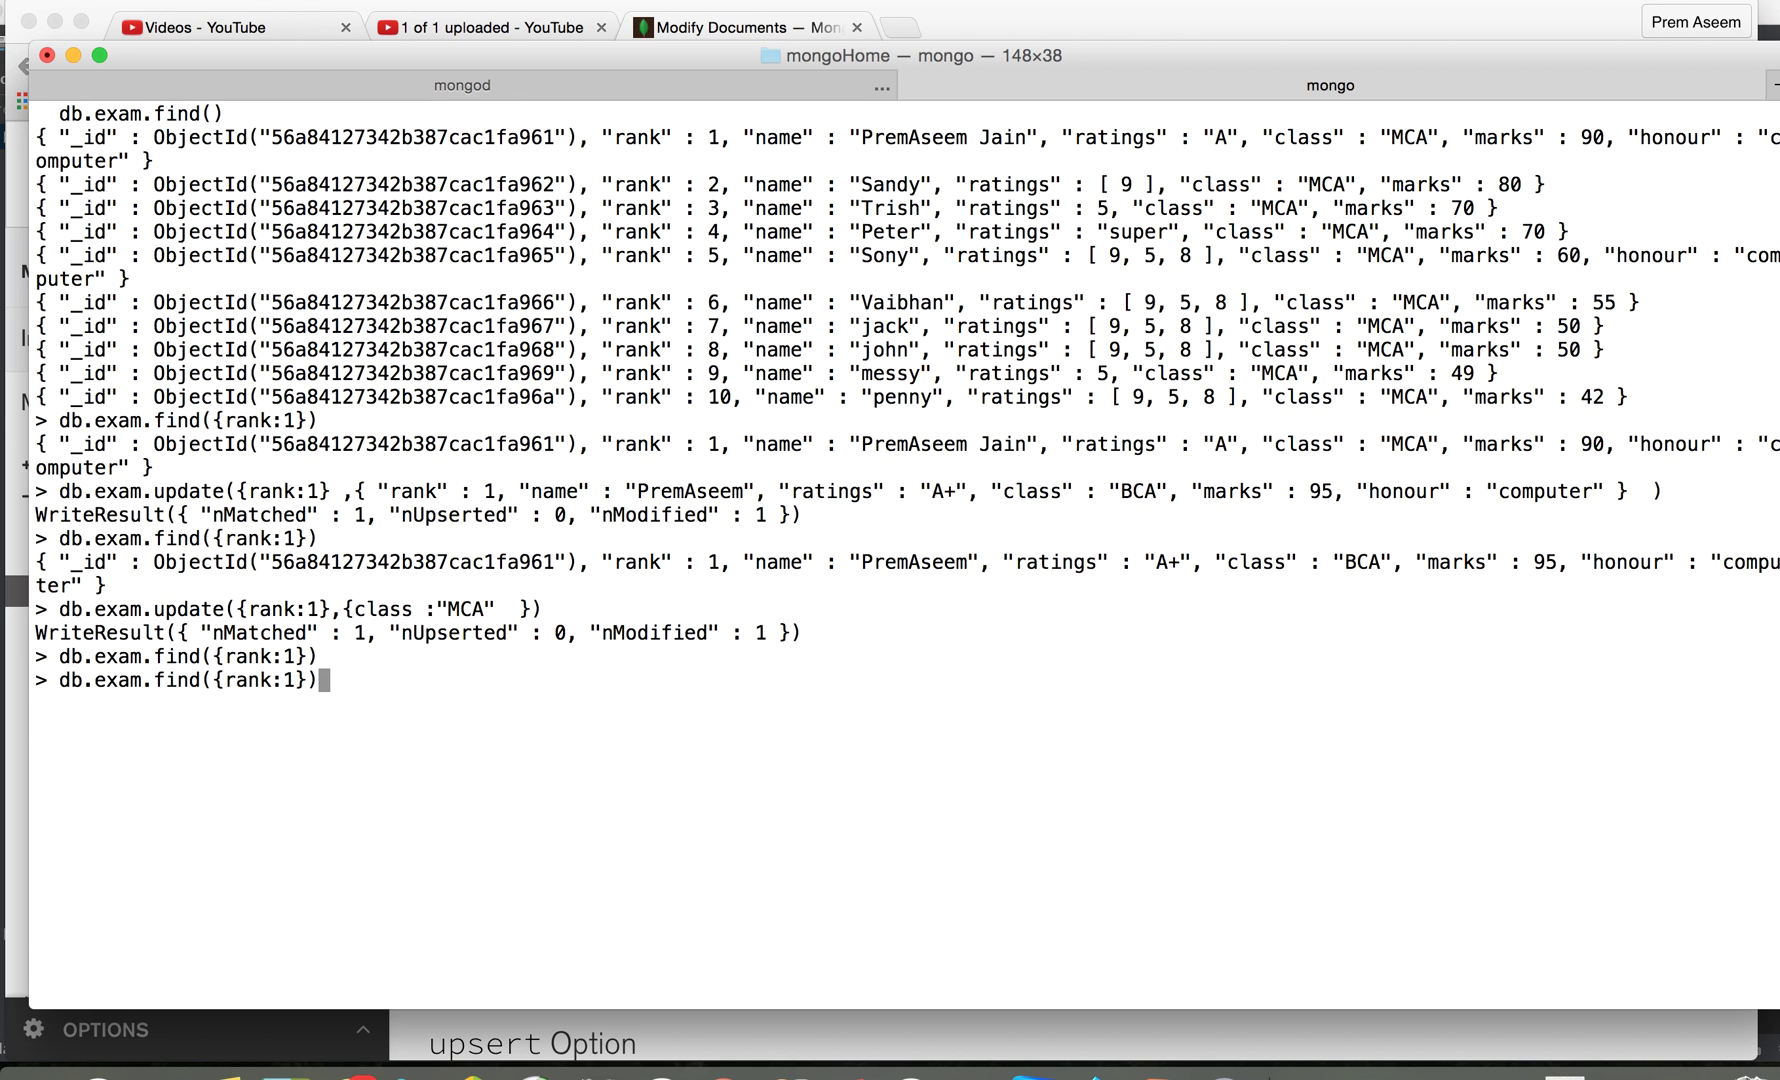 Videos - YouTube
1 of 1 uploaded - YouTube
Modify Documents — Mon
Prem Aseem
mongoHome — mongo — 148×38
mongod
...
mongo
db.exam.find()
{ "_id" : ObjectId("56a84127342b387cac1fa961"), "rank" : 1, "name" : "PremAseem Jain", "ratings" : "A", "class" : "MCA", "marks" : 90, "honour" : "c
omputer" }
{ "_id" : ObjectId("56a84127342b387cac1fa962"), "rank" : 2, "name" : "Sandy", "ratings" : [ 9 ], "class" : "MCA", "marks" : 80 }
{ "_id" : ObjectId("56a84127342b387cac1fa963"), "rank" : 3, "name" : "Trish", "ratings" : 5, "class" : "MCA", "marks" : 70 }
{ "_id" : ObjectId("56a84127342b387cac1fa964"), "rank" : 4, "name" : "Peter", "ratings" : "super", "class" : "MCA", "marks" : 70 }
{ "_id" : ObjectId("56a84127342b387cac1fa965"), "rank" : 5, "name" : "Sony", "ratings" : [ 9, 5, 8 ], "class" : "MCA", "marks" : 60, "honour" : "com
puter" }
{ "_id" : ObjectId("56a84127342b387cac1fa966"), "rank" : 6, "name" : "Vaibhan", "ratings" : [ 9, 5, 8 ], "class" : "MCA", "marks" : 55 }
{ "_id" : ObjectId("56a84127342b387cac1fa967"), "rank" : 7, "name" : "jack", "ratings" : [ 9, 5, 8 ], "class" : "MCA", "marks" : 50 }
{ "_id" : ObjectId("56a84127342b387cac1fa968"), "rank" : 8, "name" : "john", "ratings" : [ 9, 5, 8 ], "class" : "MCA", "marks" : 50 }
{ "_id" : ObjectId("56a84127342b387cac1fa969"), "rank" : 9, "name" : "messy", "ratings" : 5, "class" : "MCA", "marks" : 49 }
{ "_id" : ObjectId("56a84127342b387cac1fa96a"), "rank" : 10, "name" : "penny", "ratings" : [ 9, 5, 8 ], "class" : "MCA", "marks" : 42 }
> db.exam.find({rank:1})
{ "_id" : ObjectId("56a84127342b387cac1fa961"), "rank" : 1, "name" : "PremAseem Jain", "ratings" : "A", "class" : "MCA", "marks" : 90, "honour" : "c
omputer" }
> db.exam.update({rank:1} ,{ "rank" : 1, "name" : "PremAseem", "ratings" : "A+", "class" : "BCA", "marks" : 95, "honour" : "computer" }  )
WriteResult({ "nMatched" : 1, "nUpserted" : 0, "nModified" : 1 })
> db.exam.find({rank:1})
{ "_id" : ObjectId("56a84127342b387cac1fa961"), "rank" : 1, "name" : "PremAseem", "ratings" : "A+", "class" : "BCA", "marks" : 95, "honour" : "compu
ter" }
> db.exam.update({rank:1},{class :"MCA"  })
WriteResult({ "nMatched" : 1, "nUpserted" : 0, "nModified" : 1 })
> db.exam.find({rank:1})
> db.exam.find({rank:1})
OPTIONS
upsert Option